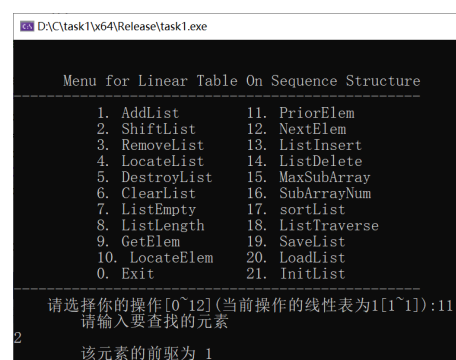 D:\C\task1\x64\Release\task1.exe
Menu for Linear Table On Sequence Structure
-------------------------------------------------
1. AddList 11. PriorElem
2. ShiftList 12. NextElem
3. RemoveList 13. ListInsert
4. LocateList 14. ListDelete
5. DestroyList 15. MaxSubArray
6. ClearList 16. SubArrayNum
7. ListEmpty 17. sortList
8. ListLength 18. ListTraverse
9. GetElem 19. SaveList
10. LocateElem 20. LoadList
0. Exit 21. InitList
-------------------------------------------------
请选择你的操作[0~12](当前操作的线性表为1[1~1]):11
请输入要查找的元素
2
该元素的前驱为 1